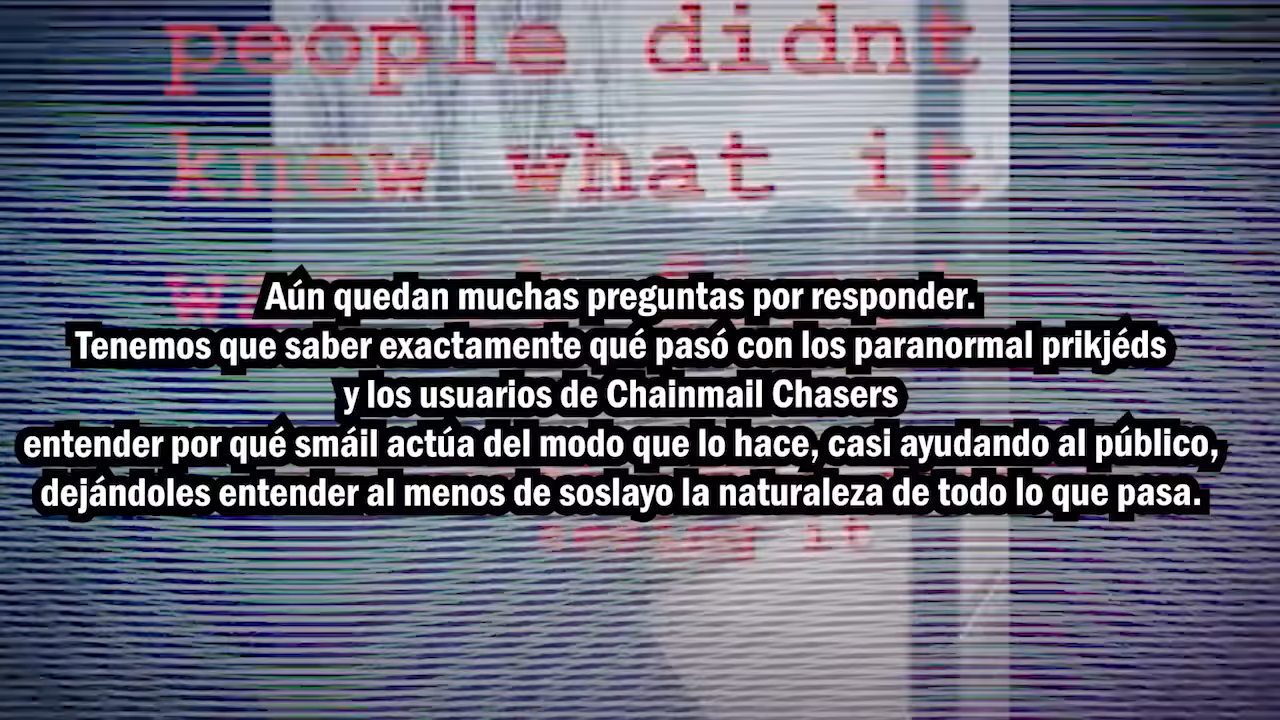 people didnt
know what it
Aún quedan muchas preguntas por responder.
Tenemos que saber exactamente qué pasó con los paranormal prikjéds
y los usuarios de Chainmail Chasers
entender por qué smáil actúa del modo que lo hace, casi ayudando al público,
dejándoles entender al menos de soslayo la naturaleza de todo lo que pasa.
it